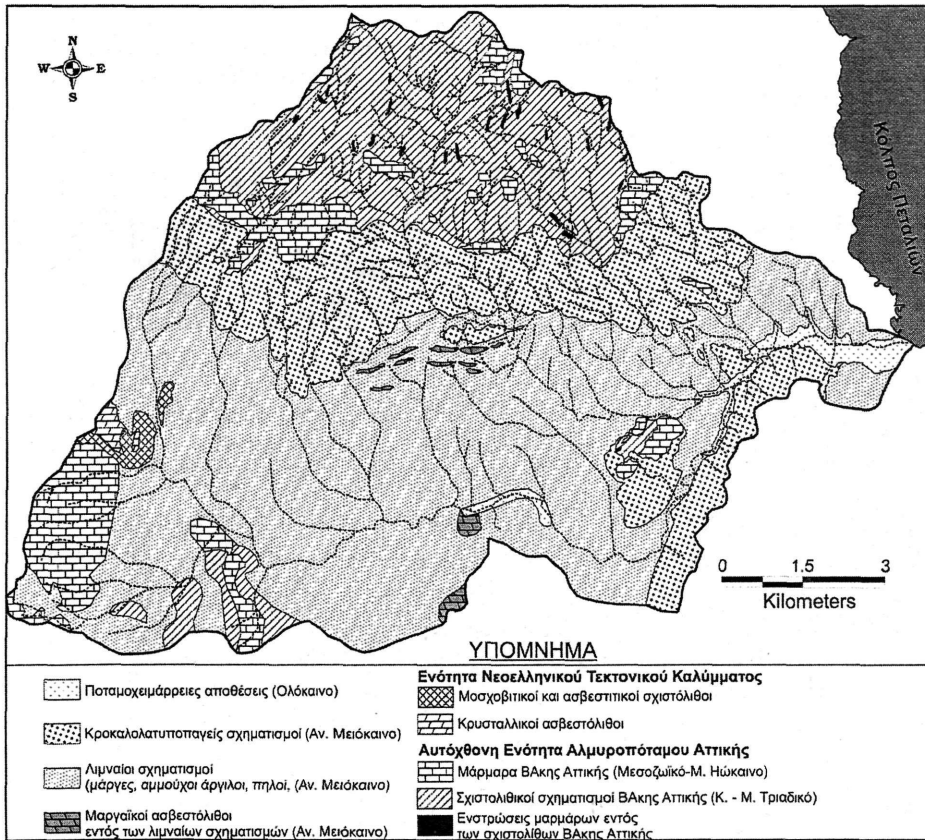 N
W E
S
Κόλπος Πεταλιών
0 1.5 3
Kilometers
ΥΠΟΜΝΗΜΑ
Ποταμοχειμάρρειες αποθέσεις (Ολόκαινο)
Κροκαλολατυποπαγείς σχηματισμοί (Αν. Μειόκαινο)
Λιμναίοι σχηματισμοί
(μάργες, αμμούχοι άργιλοι, πηλοί, (Αν. Μειόκαινο)
Μαργαϊκοί ασβεστόλιθοι
εντός των λιμναίων σχηματισμών (Αν. Μειόκαινο)
Ενότητα Νεοελληνικού Τεκτονικού Καλύμματος
Μοσχοβιτικοί και ασβεστιτικοί σχιστόλιθοι
Κρυσταλλικοί ασβεστόλιθοι
Αυτόχθονη Ενότητα Αλμυροπόταμου Αττικής
Μάρμαρα ΒΑκης Αττικής (Μεσοζωϊκό-Μ. Ηώκαινο)
Σχιστολιθικοί σχηματισμοί ΒΑκης Αττικής (Κ. - Μ. Τριαδικό)
Ενστρώσεις μαρμάρων εντός
των σχιστολίθων ΒΑκης Αττικής